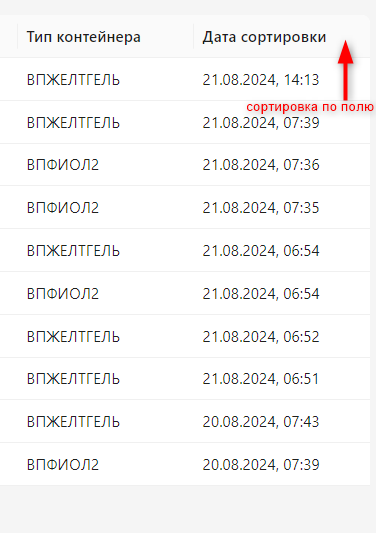 Тип контейнера Дата сортировки
ВПЖЕЛТГЕЛЬ 21.08.2024, 14:13
сортировка по полю
ВПЖЕЛТГЕЛЬ 21.08.2024, 07:39
ВПФИОЛ2 21.08.2024, 07:36
ВПФИОЛ2 21.08.2024, 07:35
ВПЖЕЛТГЕЛЬ 21.08.2024, 06:54
ВПФИОЛ2 21.08.2024, 06:54
ВПЖЕЛТГЕЛЬ 21.08.2024, 06:52
ВПЖЕЛТГЕЛЬ 21.08.2024, 06:51
ВПЖЕЛТГЕЛЬ 20.08.2024, 07:43
ВПФИОЛ2 20.08.2024, 07:39